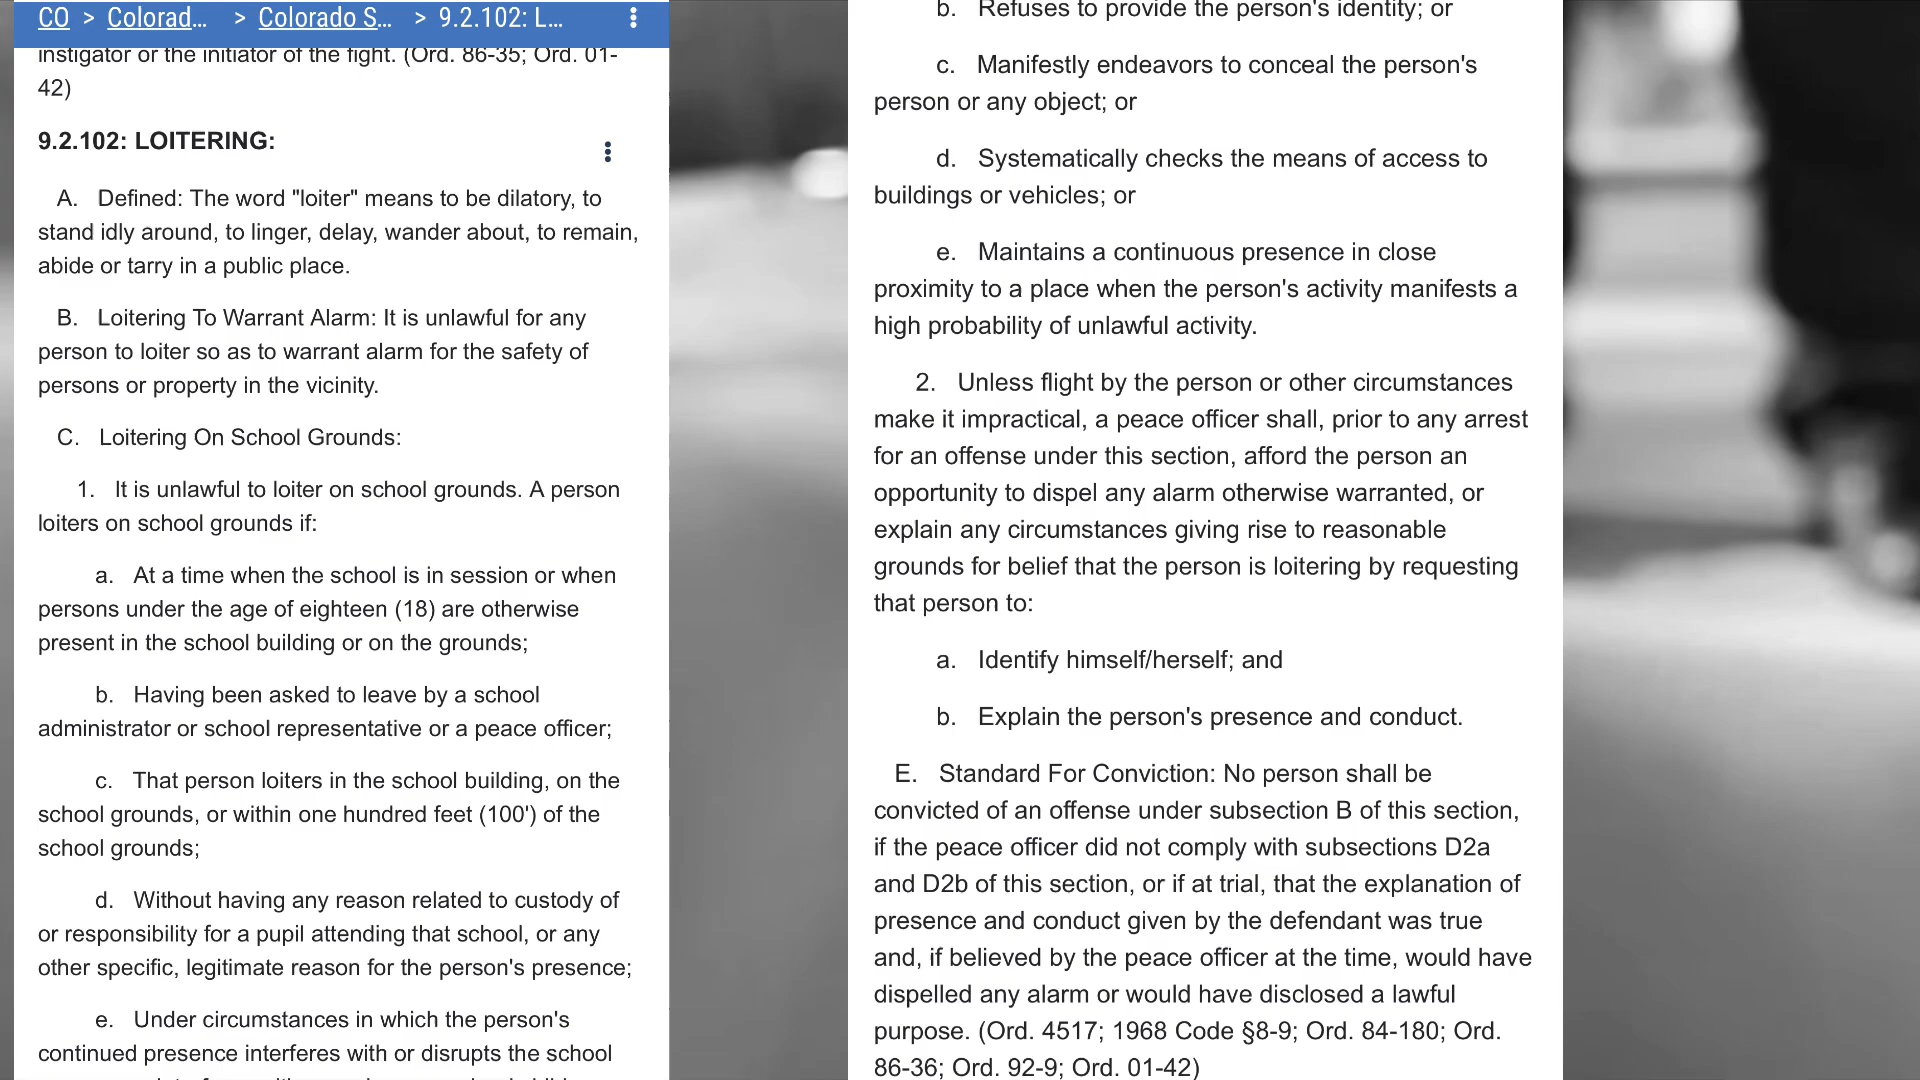 CO > Colorad... > Colorado S... > 9.2.102: L...
instigator or the initiator of the fight. (Ord. 86-35; Ord. 01-
42)
9.2.102: LOITERING:
A. Defined: The word "loiter" means to be dilatory, to
stand idly around, to linger, delay, wander about, to remain,
abide or tarry in a public place.
B. Loitering To Warrant Alarm: It is unlawful for any
person to loiter so as to warrant alarm for the safety of
persons or property in the vicinity.
C. Loitering On School Grounds:
1. It is unlawful to loiter on school grounds. A person
loiters on school grounds if:
a. At a time when the school is in session or when
persons under the age of eighteen (18) are otherwise
present in the school building or on the grounds;
b. Having been asked to leave by a school
administrator or school representative or a peace officer;
c. That person loiters in the school building, on the
school grounds, or within one hundred feet (100') of the
school grounds;
d. Without having any reason related to custody of
or responsibility for a pupil attending that school, or any
other specific, legitimate reason for the person's presence;
e. Under circumstances in which the person's
continued presence interferes with or disrupts the school
b. Refuses to provide the person's identity; or
c. Manifestly endeavors to conceal the person's
person or any object; or
d. Systematically checks the means of access to
buildings or vehicles; or
e. Maintains a continuous presence in close
proximity to a place when the person's activity manifests a
high probability of unlawful activity.
2. Unless flight by the person or other circumstances
make it impractical, a peace officer shall, prior to any arrest
for an offense under this section, afford the person an
opportunity to dispel any alarm otherwise warranted, or
explain any circumstances giving rise to reasonable
grounds for belief that the person is loitering by requesting
that person to:
a. Identify himself/herself; and
b. Explain the person's presence and conduct.
E. Standard For Conviction: No person shall be
convicted of an offense under subsection B of this section,
if the peace officer did not comply with subsections D2a
and D2b of this section, or if at trial, that the explanation of
presence and conduct given by the defendant was true
and, if believed by the peace officer at the time, would have
dispelled any alarm or would have disclosed a lawful
purpose. (Ord. 4517; 1968 Code §8-9; Ord. 84-180; Ord.
86-36; Ord. 92-9; Ord. 01-42)